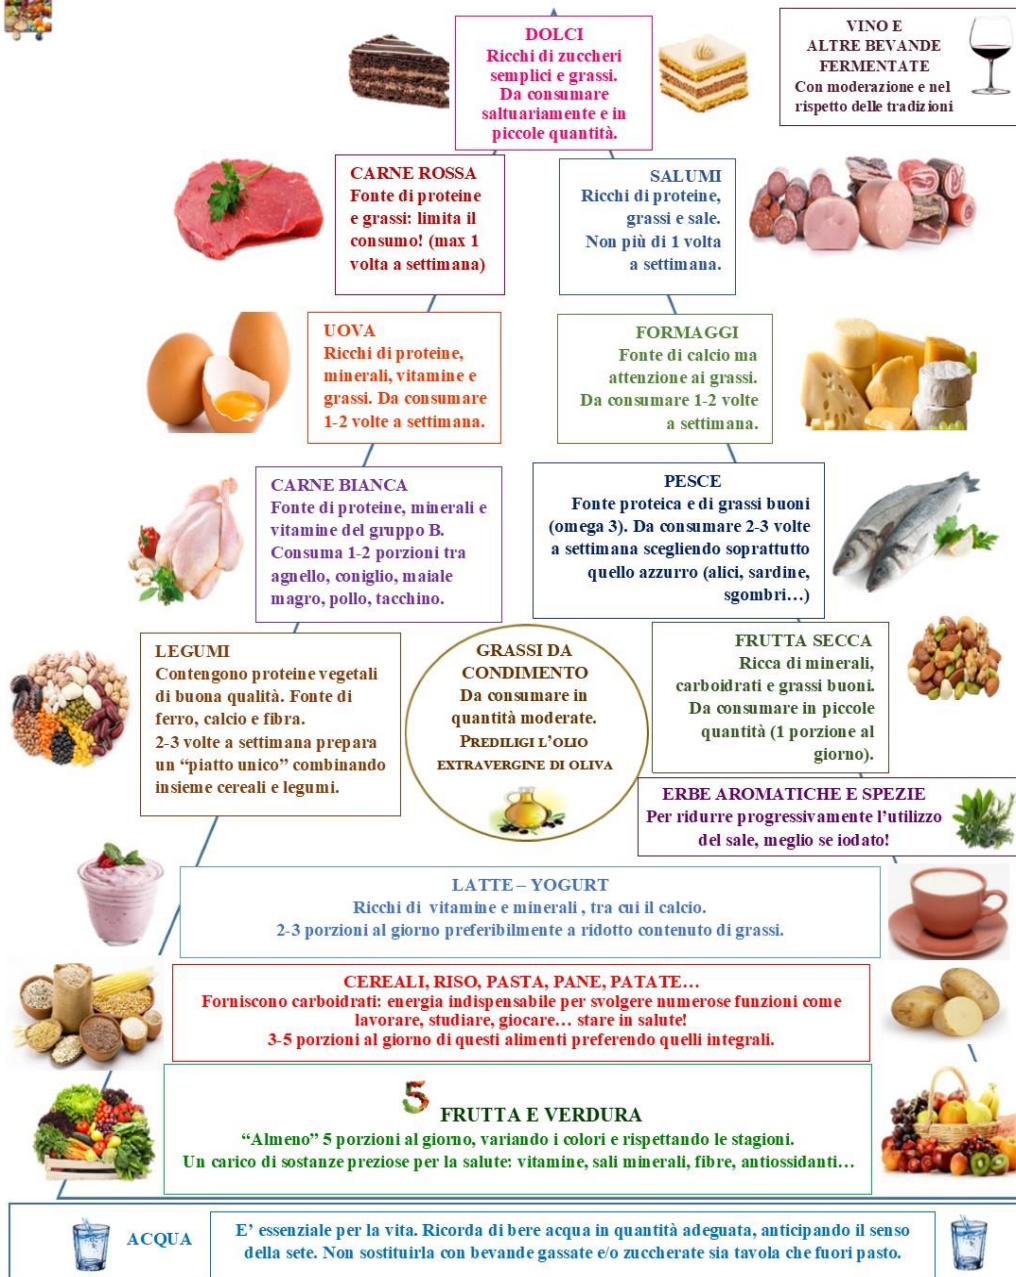 DOLCI
Ricchi di zuccheri
semplici e grassi.
Da consumare
saltuariamente e in
piccole quantità.
VINO E
ALTRE BEVANDE
FERMENTATE
Con moderazione e nel
rispetto delle tradizioni
CARNE ROSSA
Fonte di proteine
e grassi: limita il
consumo! (max 1
volta a settimana)
SALUMI
Ricchi di proteine,
grassi e sale.
Non più di 1 volta
a settimana.
UOVA
Ricchi di proteine,
minerali, vitamine e
grassi. Da consumare
1-2 volte a settimana.
FORMAGGI
Fonte di calcio ma
attenzione ai grassi.
Da consumare 1-2 volte
a settimana.
CARNE BIANCA
Fonte di proteine, minerali e
vitamine del gruppo B.
Consuma 1-2 porzioni tra
agnello, coniglio, maiale
magro, pollo, tacchino.
PESCE
Fonte proteica e di grassi buoni
(omega 3). Da consumare 2-3 volte
a settimana scegliendo soprattutto
quello azzurro (alici, sardine,
sgombri…)
LEGUMI
Contengono proteine vegetali
di buona qualità. Fonte di
ferro, calcio e fibra.
2-3 volte a settimana prepara
un “piatto unico” combinando
insieme cereali e legumi.
GRASSI DA
CONDIMENTO
Da consumare in
quantità moderate.
PREDILIGI L’OLIO
EXTRAVERGINE DI OLIVA
FRUTTA SECCA
Ricca di minerali,
carboidrati e grassi buoni.
Da consumare in piccole
quantità (1 porzione al
giorno).
ERBE AROMATICHE E SPEZIE
Per ridurre progressivamente l’utilizzo
del sale, meglio se iodato!
LATTE – YOGURT
Ricchi di vitamine e minerali , tra cui il calcio.
2-3 porzioni al giorno preferibilmente a ridotto contenuto di grassi.
CEREALI, RISO, PASTA, PANE, PATATE…
Forniscono carboidrati: energia indispensabile per svolgere numerose funzioni come
lavorare, studiare, giocare… stare in salute!
3-5 porzioni al giorno di questi alimenti preferendo quelli integrali.
5 FRUTTA E VERDURA
“Almeno” 5 porzioni al giorno, variando i colori e rispettando le stagioni.
Un carico di sostanze preziose per la salute: vitamine, sali minerali, fibre, antiossidanti…
ACQUA
E’ essenziale per la vita. Ricorda di bere acqua in quantità adeguata, anticipando il senso
della sete. Non sostituirla con bevande gassate e/o zuccherate sia tavola che fuori pasto.